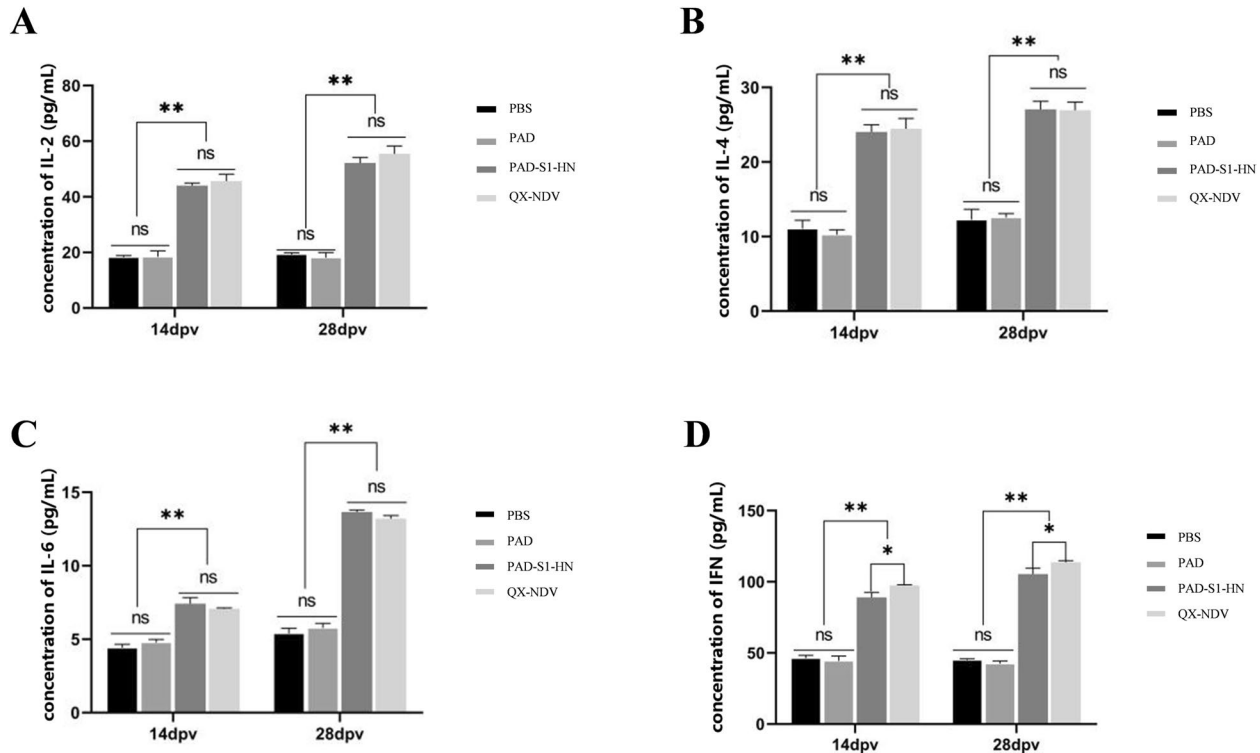 A
concentration of IL-2 (pg/mL)
80
60
40
20
0
**
ns
ns
**
ns
ns
14dpv
28dpv
PBS
PAD
PAD-S1-HN
QX-NDV
B
concentration of IL-4 (pg/mL)
30
20
10
0
**
ns
ns
**
ns
ns
14dpv
28dpv
PBS
PAD
PAD-S1-HN
QX-NDV
C
concentration of IL-6 (pg/mL)
15
10
5
0
**
ns
ns
**
ns
ns
14dpv
28dpv
PBS
PAD
PAD-S1-HN
QX-NDV
D
concentration of IFN (pg/mL)
150
100
50
0
**
*
ns
**
*
ns
14dpv
28dpv
PBS
PAD
PAD-S1-HN
QX-NDV